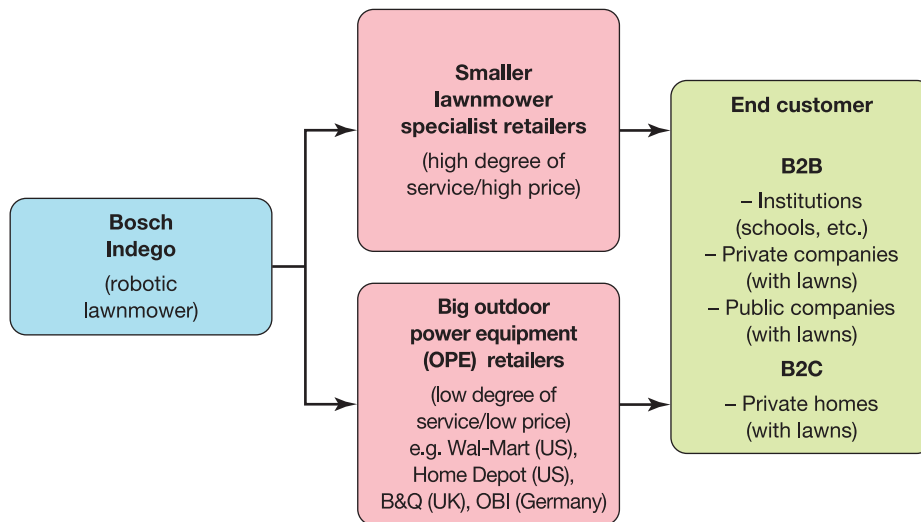 Bosch
Indego
(robotic
lawnmower)
Smaller
lawnmower
specialist retailers
(high degree of
service/high price)
Big outdoor
power equipment
(OPE) retailers
(low degree of
service/low price)
e.g. Wal-Mart (US),
Home Depot (US),
B&Q (UK), OBI (Germany)
End customer
B2B
– Institutions
(schools, etc.)
– Private companies
(with lawns)
– Public companies
(with lawns)
B2C
– Private homes
(with lawns)